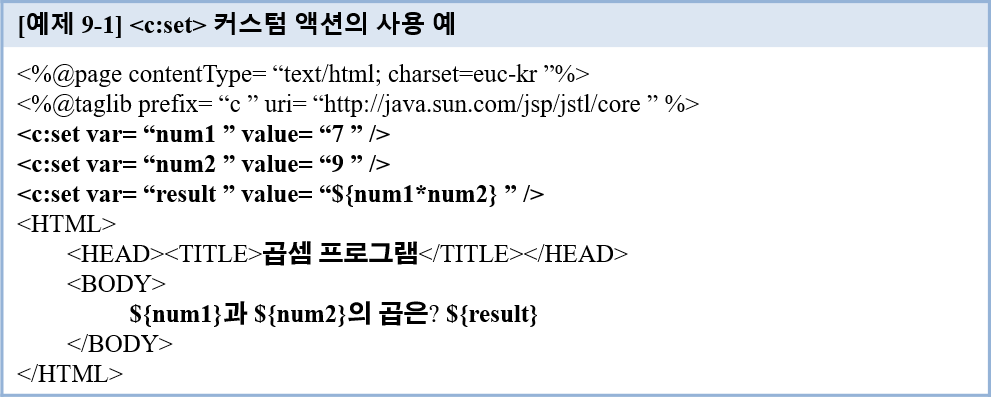 [예제 9-1] <c:set> 커스텀 액션의 사용 예
<%@page contentType= “text/html; charset=euc-kr ”%>
<%@taglib prefix= “c ” uri= “http://java.sun.com/jsp/jstl/core ” %>
<c:set var= “num1 ” value= “7 ” />
<c:set var= “num2 ” value= “9 ” />
<c:set var= “result ” value= “${num1*num2} ” />
<HTML>
<HEAD><TITLE>곱셈 프로그램</TITLE></HEAD>
<BODY>
${num1}과 ${num2}의 곱은? ${result}
</BODY>
</HTML>